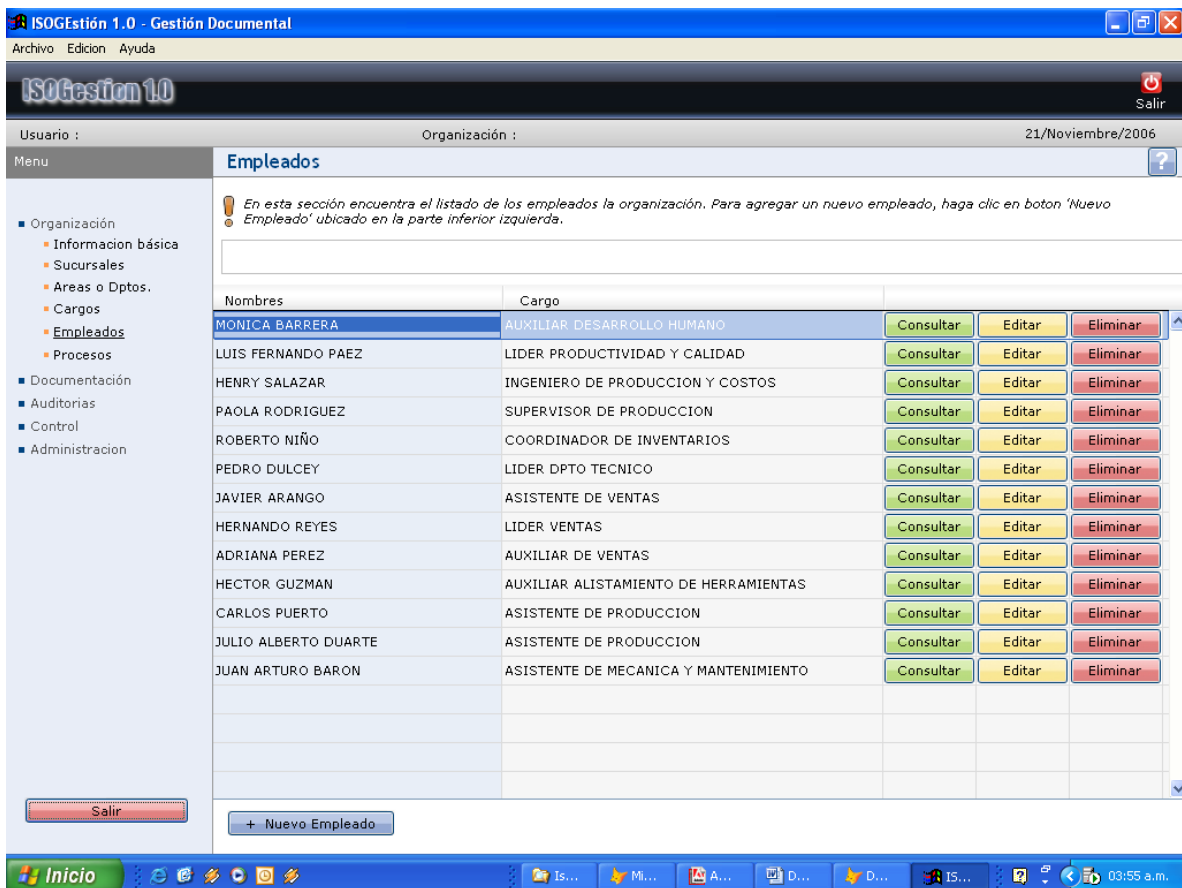 ISOGEstión 1.0 - Gestión Documental
Archivo Edicion Ayuda
ISOGestion 1.0
Salir
Usuario : Organización : 21/Noviembre/2006
Menu
Empleados
?
En esta sección encuentra el listado de los empleados la organización. Para agregar un nuevo empleado, haga clic en boton 'Nuevo
Empleado' ubicado en la parte inferior izquierda.
Organización
Informacion básica
Sucursales
Areas o Dptos.
Cargos
Empleados
Procesos
Documentación
Auditorias
Control
Administracion
Nombres Cargo
MONICA BARRERA AUXILIAR DESARROLLO HUMANO Consultar Editar Eliminar
LUIS FERNANDO PAEZ LIDER PRODUCTIVIDAD Y CALIDAD Consultar Editar Eliminar
HENRY SALAZAR INGENIERO DE PRODUCCION Y COSTOS Consultar Editar Eliminar
PAOLA RODRIGUEZ SUPERVISOR DE PRODUCCION Consultar Editar Eliminar
ROBERTO NIÑO COORDINADOR DE INVENTARIOS Consultar Editar Eliminar
PEDRO DULCEY LIDER DPTO TECNICO Consultar Editar Eliminar
JAVIER ARANGO ASISTENTE DE VENTAS Consultar Editar Eliminar
HERNANDO REYES LIDER VENTAS Consultar Editar Eliminar
ADRIANA PEREZ AUXILIAR DE VENTAS Consultar Editar Eliminar
HECTOR GUZMAN AUXILIAR ALISTAMIENTO DE HERRAMIENTAS Consultar Editar Eliminar
CARLOS PUERTO ASISTENTE DE PRODUCCION Consultar Editar Eliminar
JULIO ALBERTO DUARTE ASISTENTE DE PRODUCCION Consultar Editar Eliminar
JUAN ARTURO BARON ASISTENTE DE MECANICA Y MANTENIMIENTO Consultar Editar Eliminar
Salir
+ Nuevo Empleado
Inicio Is... Mi... A... D... D... IS... 03:55 a.m.